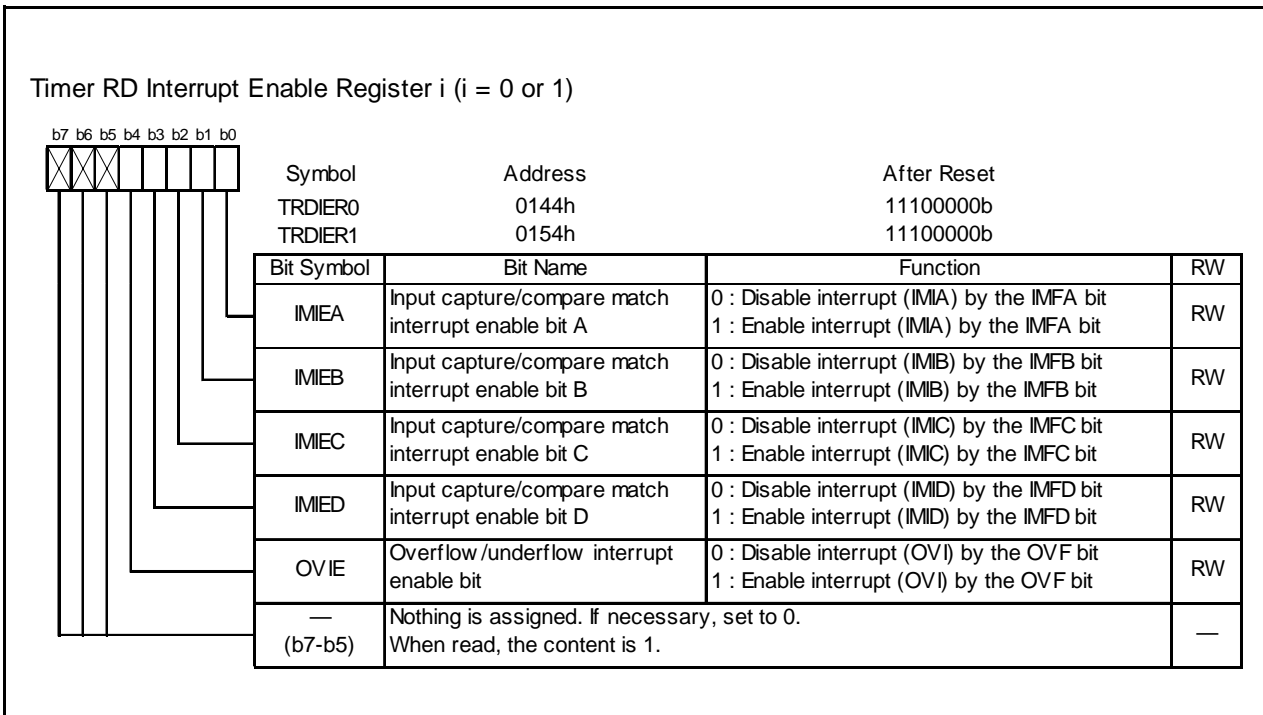 Timer RD Interrupt Enable Register i (i = 0 or 1)
b7 b6 b5 b4 b3 b2 b1 b0
Symbol Address After Reset
TRDIER0 0144h 11100000b
TRDIER1 0154h 11100000b
Bit Symbol Bit Name Function RW
IMIEA Input capture/compare match interrupt enable bit A 0 : Disable interrupt (IMIA) by the IMFA bit
1 : Enable interrupt (IMIA) by the IMFA bit RW
IMIEB Input capture/compare match interrupt enable bit B 0 : Disable interrupt (IMIB) by the IMFB bit
1 : Enable interrupt (IMIB) by the IMFB bit RW
IMIEC Input capture/compare match interrupt enable bit C 0 : Disable interrupt (IMIC) by the IMFC bit
1 : Enable interrupt (IMIC) by the IMFC bit RW
IMIED Input capture/compare match interrupt enable bit D 0 : Disable interrupt (IMID) by the IMFD bit
1 : Enable interrupt (IMID) by the IMFD bit RW
OVIE Overflow/underflow interrupt enable bit 0 : Disable interrupt (OVI) by the OVF bit
1 : Enable interrupt (OVI) by the OVF bit RW
— (b7-b5) Nothing is assigned. If necessary, set to 0.
When read, the content is 1. —